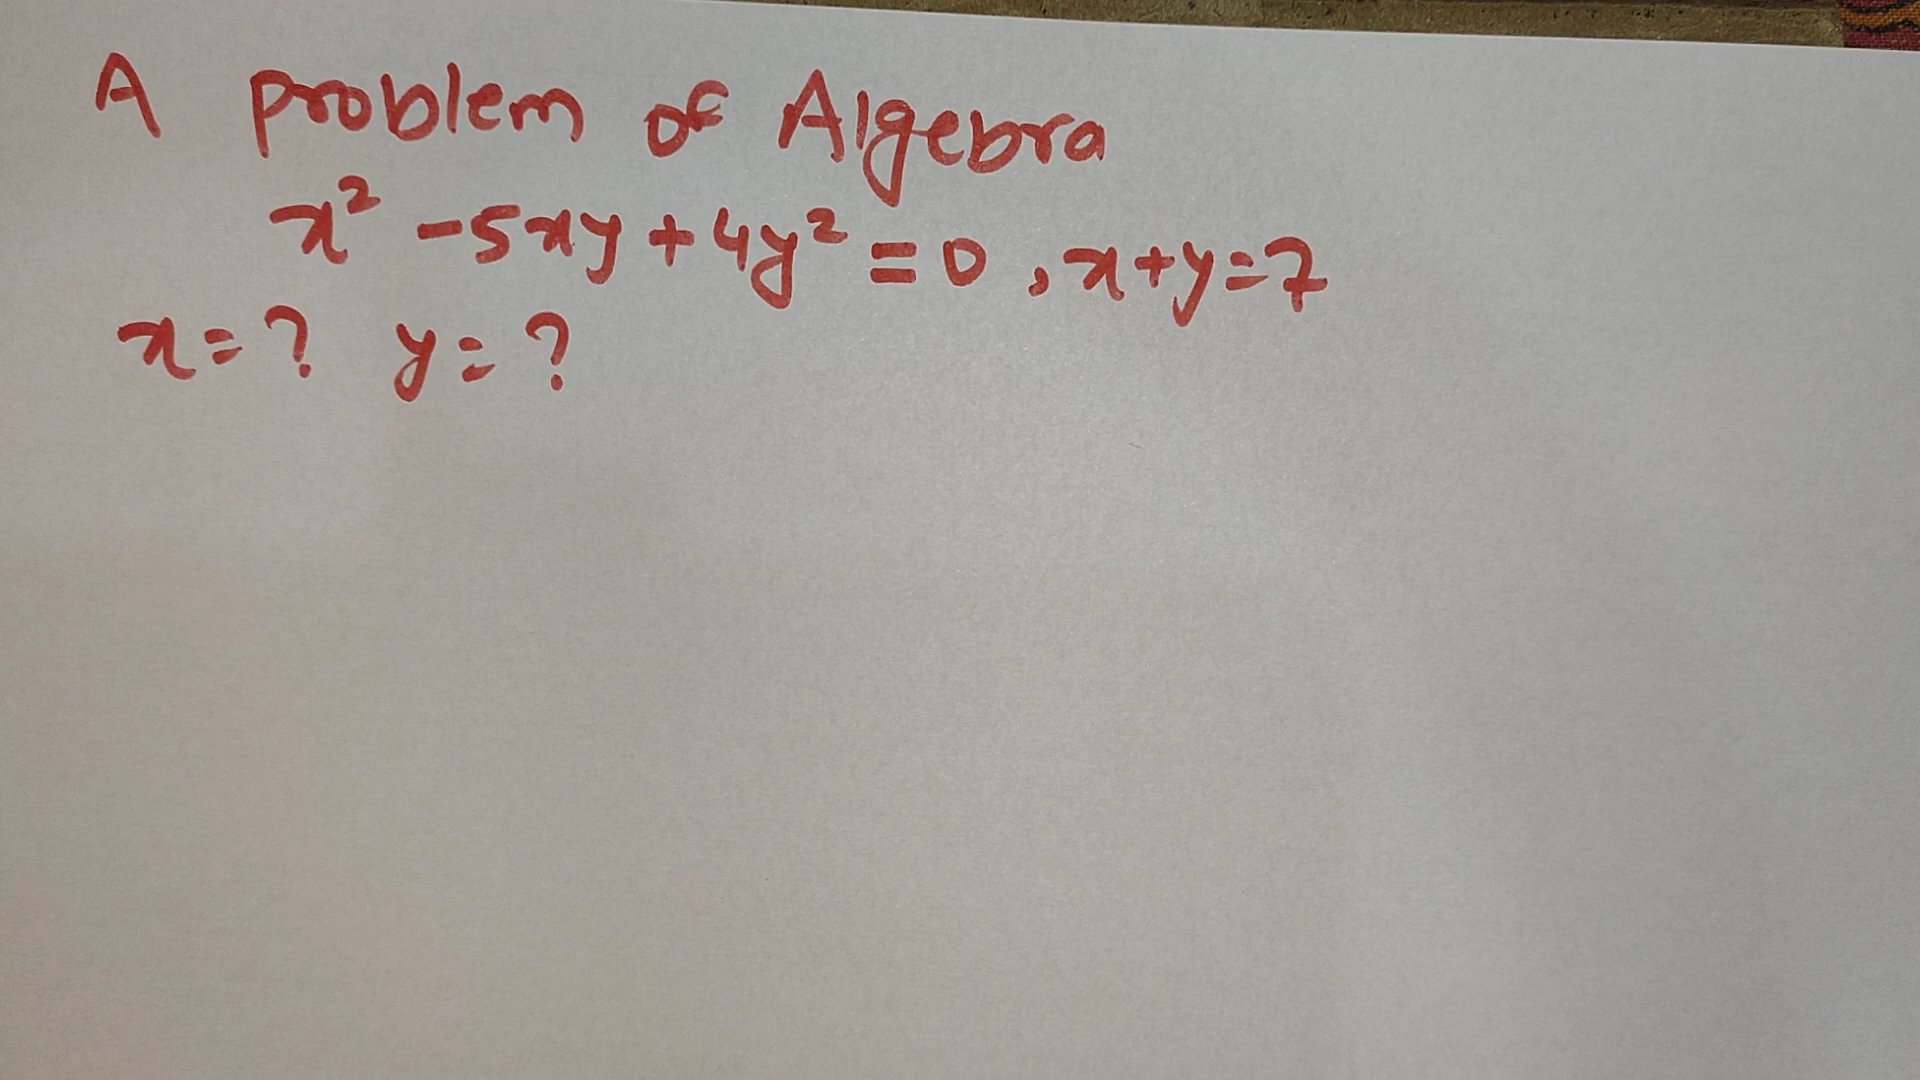 A problem of Algebra
x² -5xy+4y² = 0, x+y=7
x=? y=?